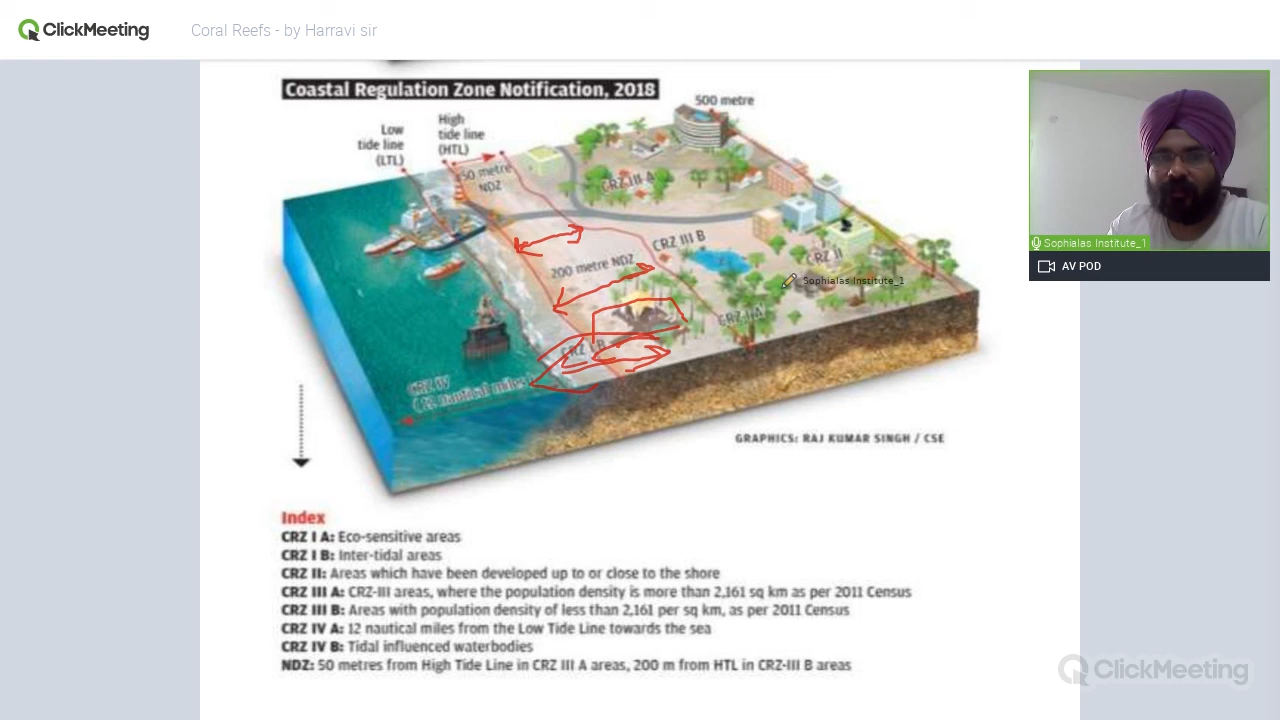 ClickMeeting
Coral Reefs - by Harravi sir
Coastal Regulation Zone Notification, 2018
500 metre
High
tide line
(HTL)
Low
tide line
(LTL)
50 metre
NDZ
CRZ III A
CRZ III B
CRZ II
200 metre NDZ
CRZ I A
CRZ I B
CRZ IV
12 nautical miles
Sophialas Institute_1
GRAPHICS: RAJ KUMAR SINGH / CSE
Index
CRZ I A: Eco-sensitive areas
CRZ I B: Inter-tidal areas
CRZ II: Areas which have been developed up to or close to the shore
CRZ III A: CRZ-III areas, where the population density is more than 2,161 sq km as per 2011 Census
CRZ III B: Areas with population density of less than 2,161 per sq km, as per 2011 Census
CRZ IV A: 12 nautical miles from the Low Tide Line towards the sea
CRZ IV B: Tidal influenced waterbodies
NDZ: 50 metres from High Tide Line in CRZ III A areas, 200 m from HTL in CRZ-III B areas
Sophialas Institute_1
AV POD
ClickMeeting